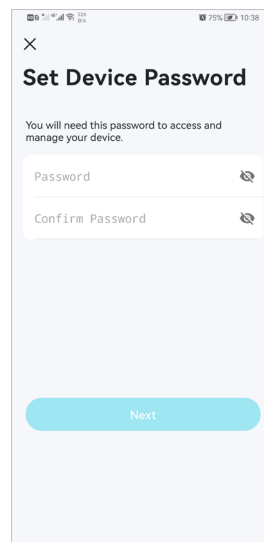 75% 10:38
Set Device Password
You will need this password to access and
manage your device.
Password
Confirm Password
Next